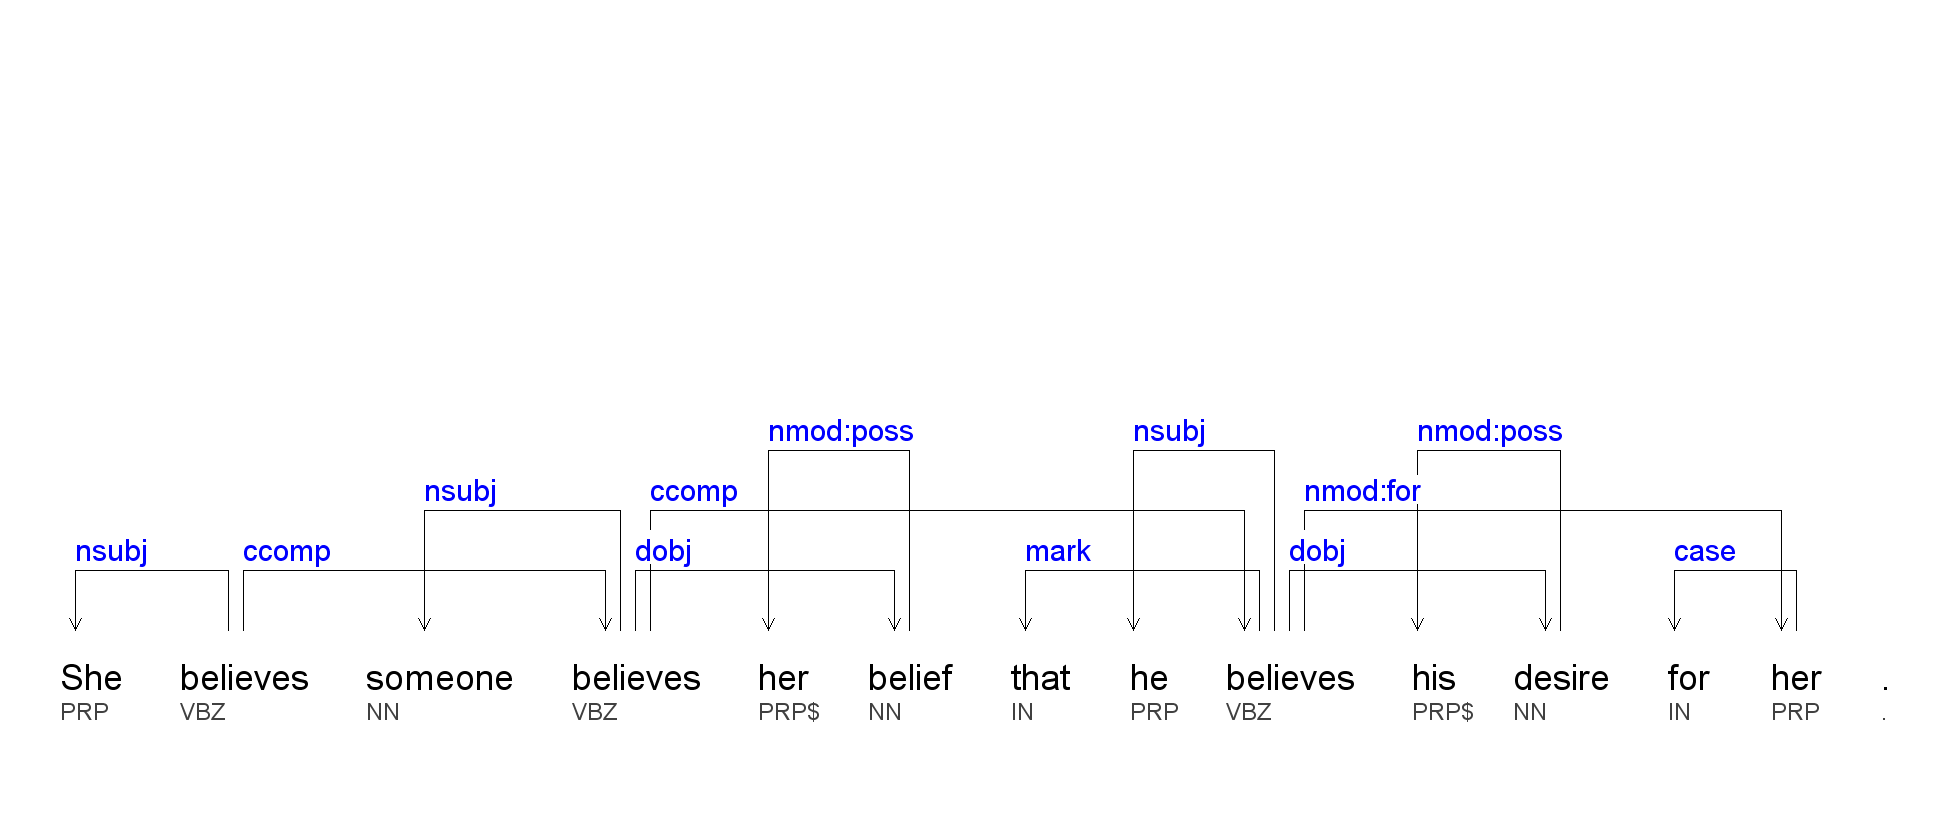 nmod:poss nsubj nmod:poss
nsubj ccomp nmod:for
nsubj ccomp dobj mark dobj case
She believes someone believes her belief that he believes his desire for her .
PRP VBZ NN VBZ PRP$ NN IN PRP VBZ PRP$ NN IN PRP .